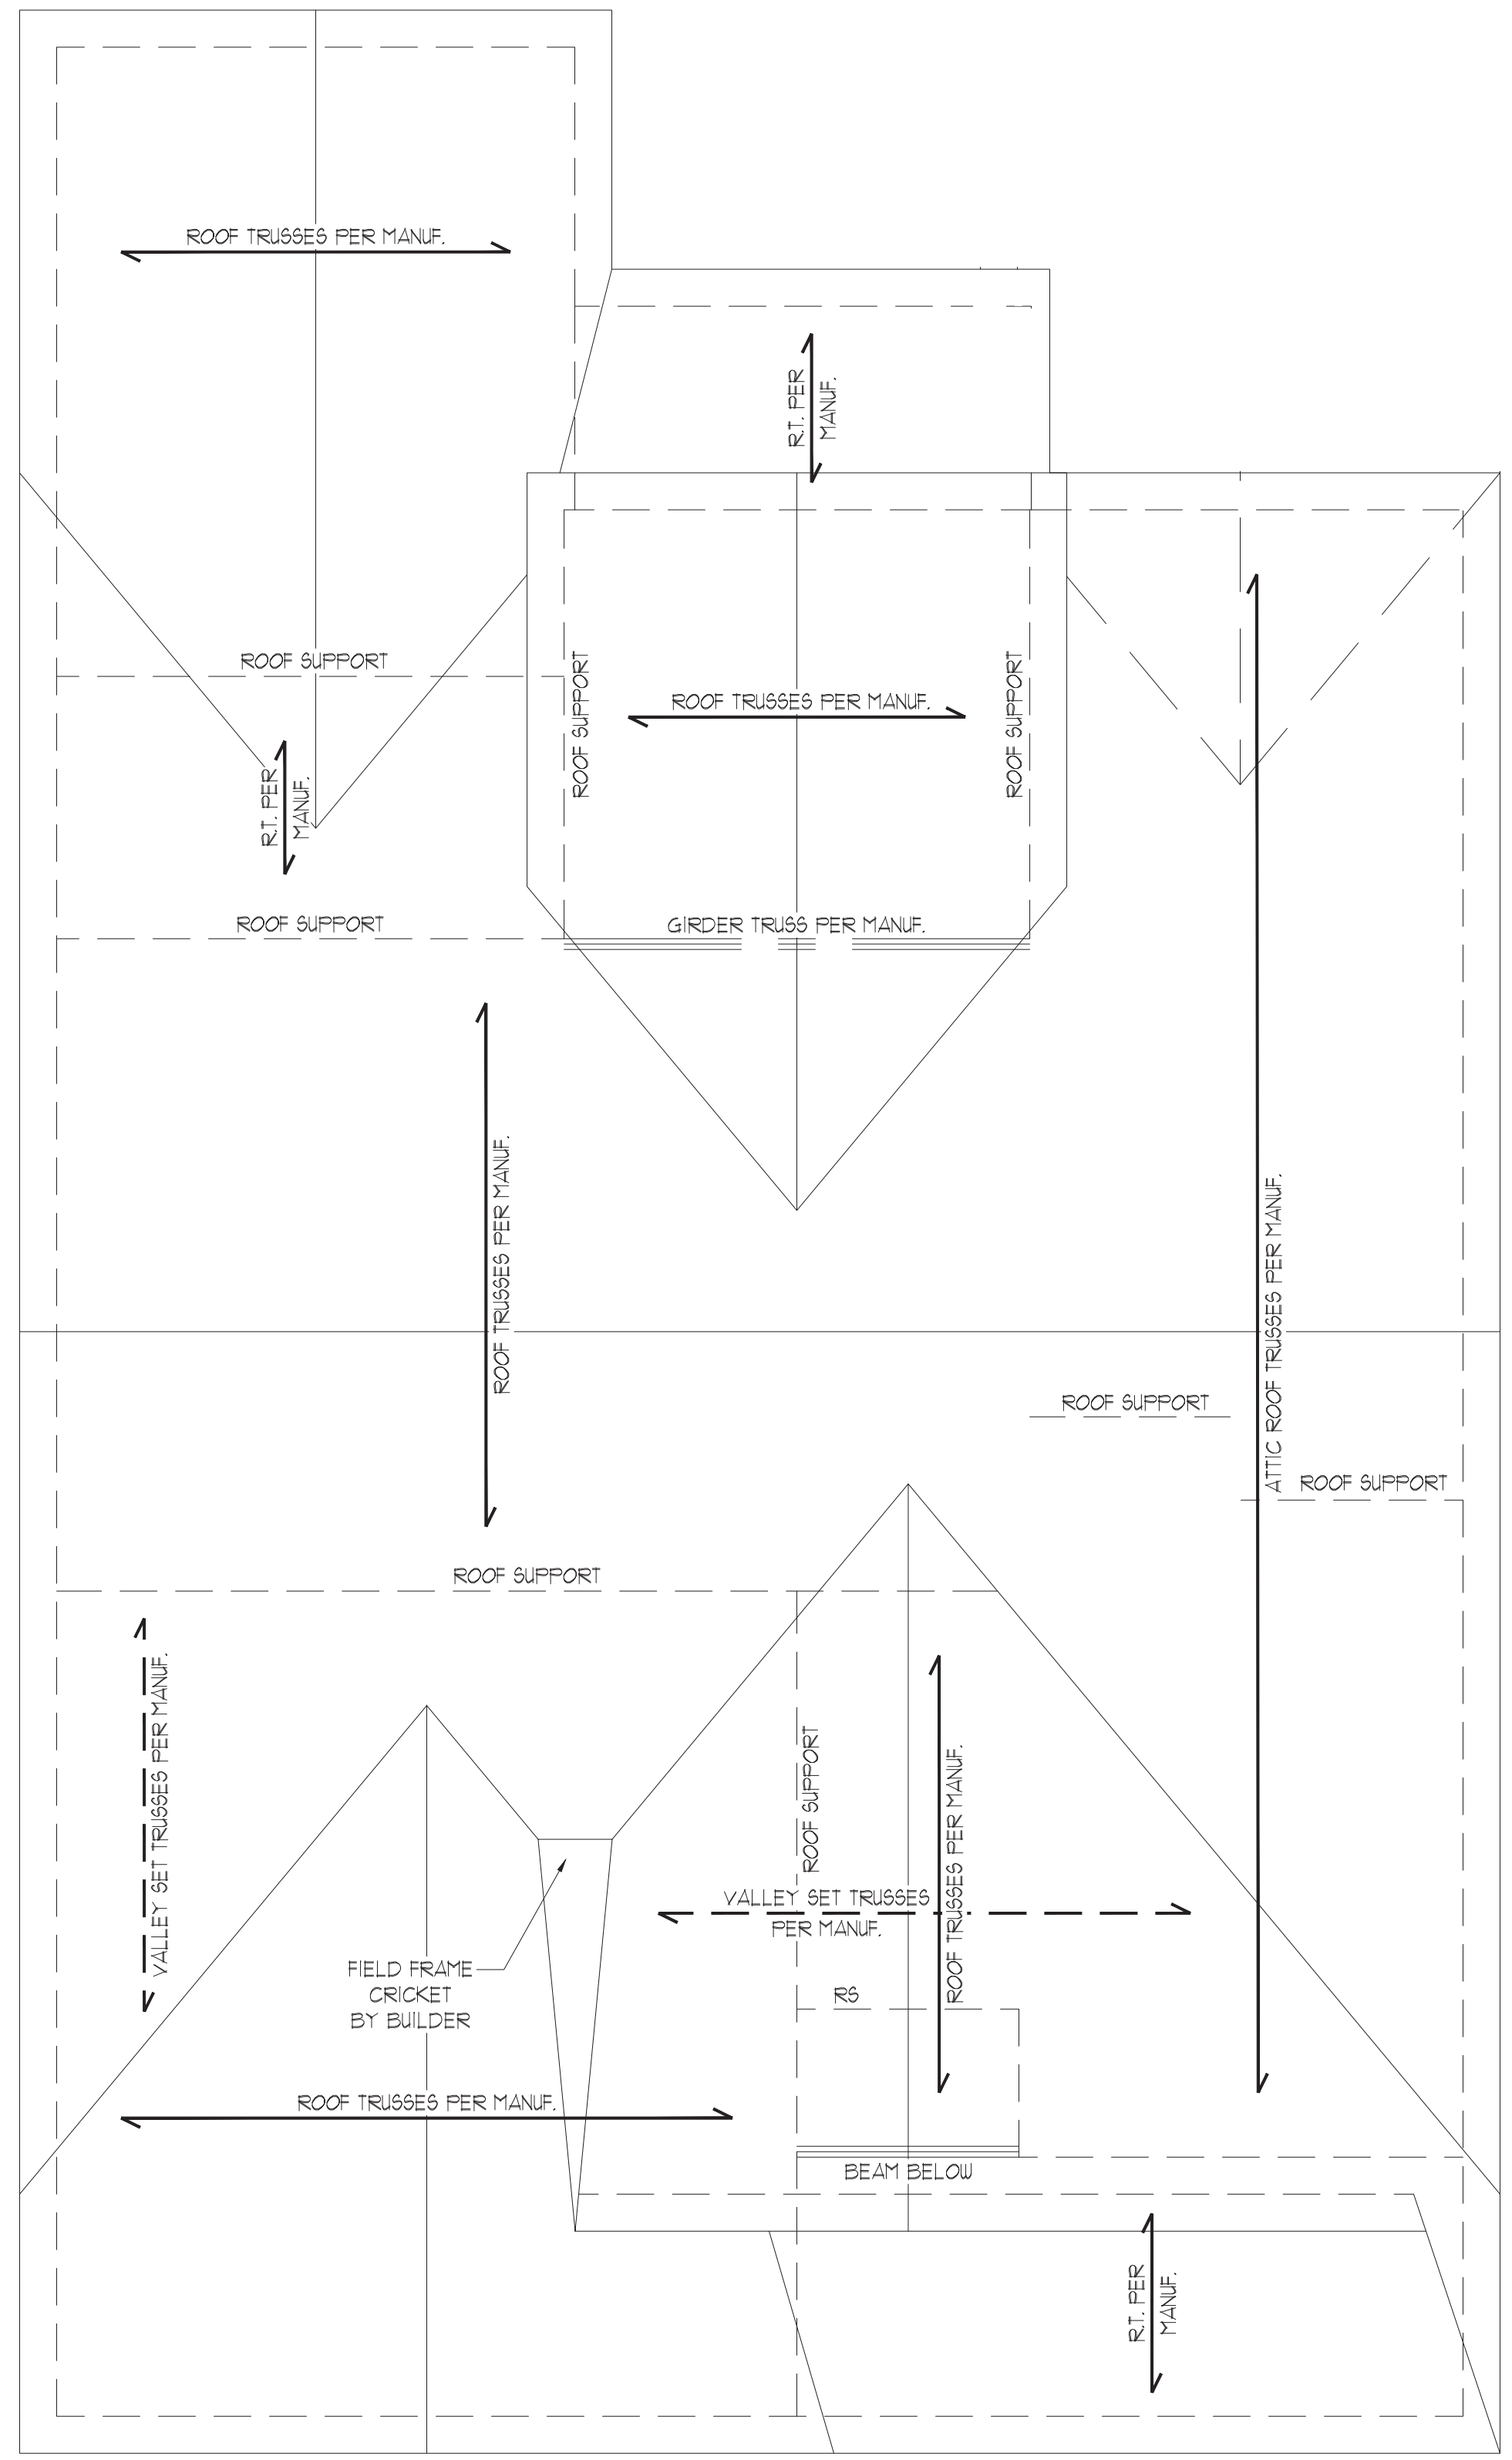 ROOF TRUSSES PER MANUF.
R.T. PER
MANUF.
ROOF SUPPORT
ROOF SUPPORT
ROOF TRUSSES PER MANUF.
ROOF SUPPORT
R.T. PER
MANUF.
ROOF SUPPORT
GIRDER TRUSS PER MANUF.
ROOF TRUSSES PER MANUF.
ATTIC ROOF TRUSSES PER MANUF.
ROOF SUPPORT
ROOF SUPPORT
ROOF SUPPORT
VALLEY SET TRUSSES PER MANUF.
ROOF SUPPORT
ROOF TRUSSES PER MANUF.
VALLEY SET TRUSSES
PER MANUF.
FIELD FRAME
CRICKET
BY BUILDER
RS
ROOF TRUSSES PER MANUF.
BEAM BELOW
R.T. PER
MANUF.